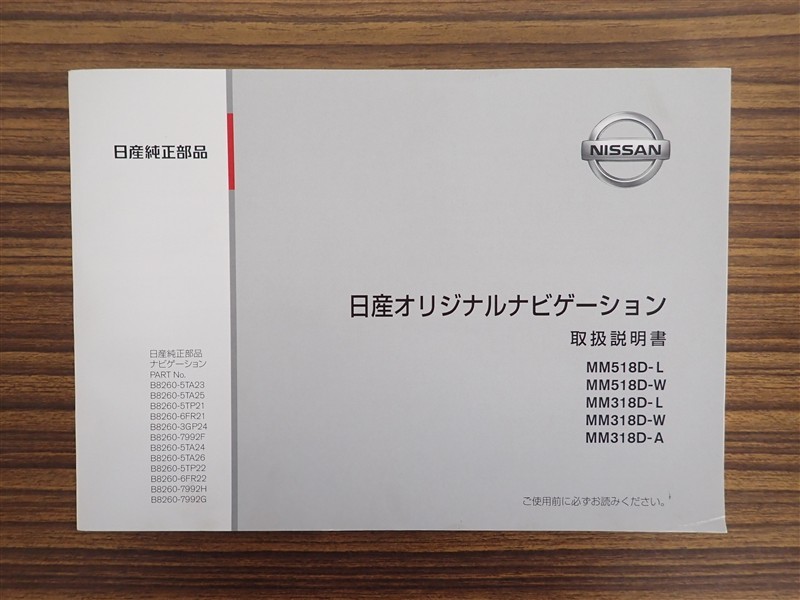 日産純正部品
日産純正部品
ナビゲーション
PART No.
B8260-5TA23
B8260-5TA25
B8260-5TP21
B8260-6FR21
B8260-3GP24
B8260-7992F
B8260-5TA24
B8260-5TA26
B8260-5TP22
B8260-6FR22
B8260-7992H
B8260-7992G
NISSAN
日産オリジナルナビゲーション
取扱説明書
MM518D-L
MM518D-W
MM318D-L
MM318D-W
MM318D-A
ご使用前に必ずお読みください。